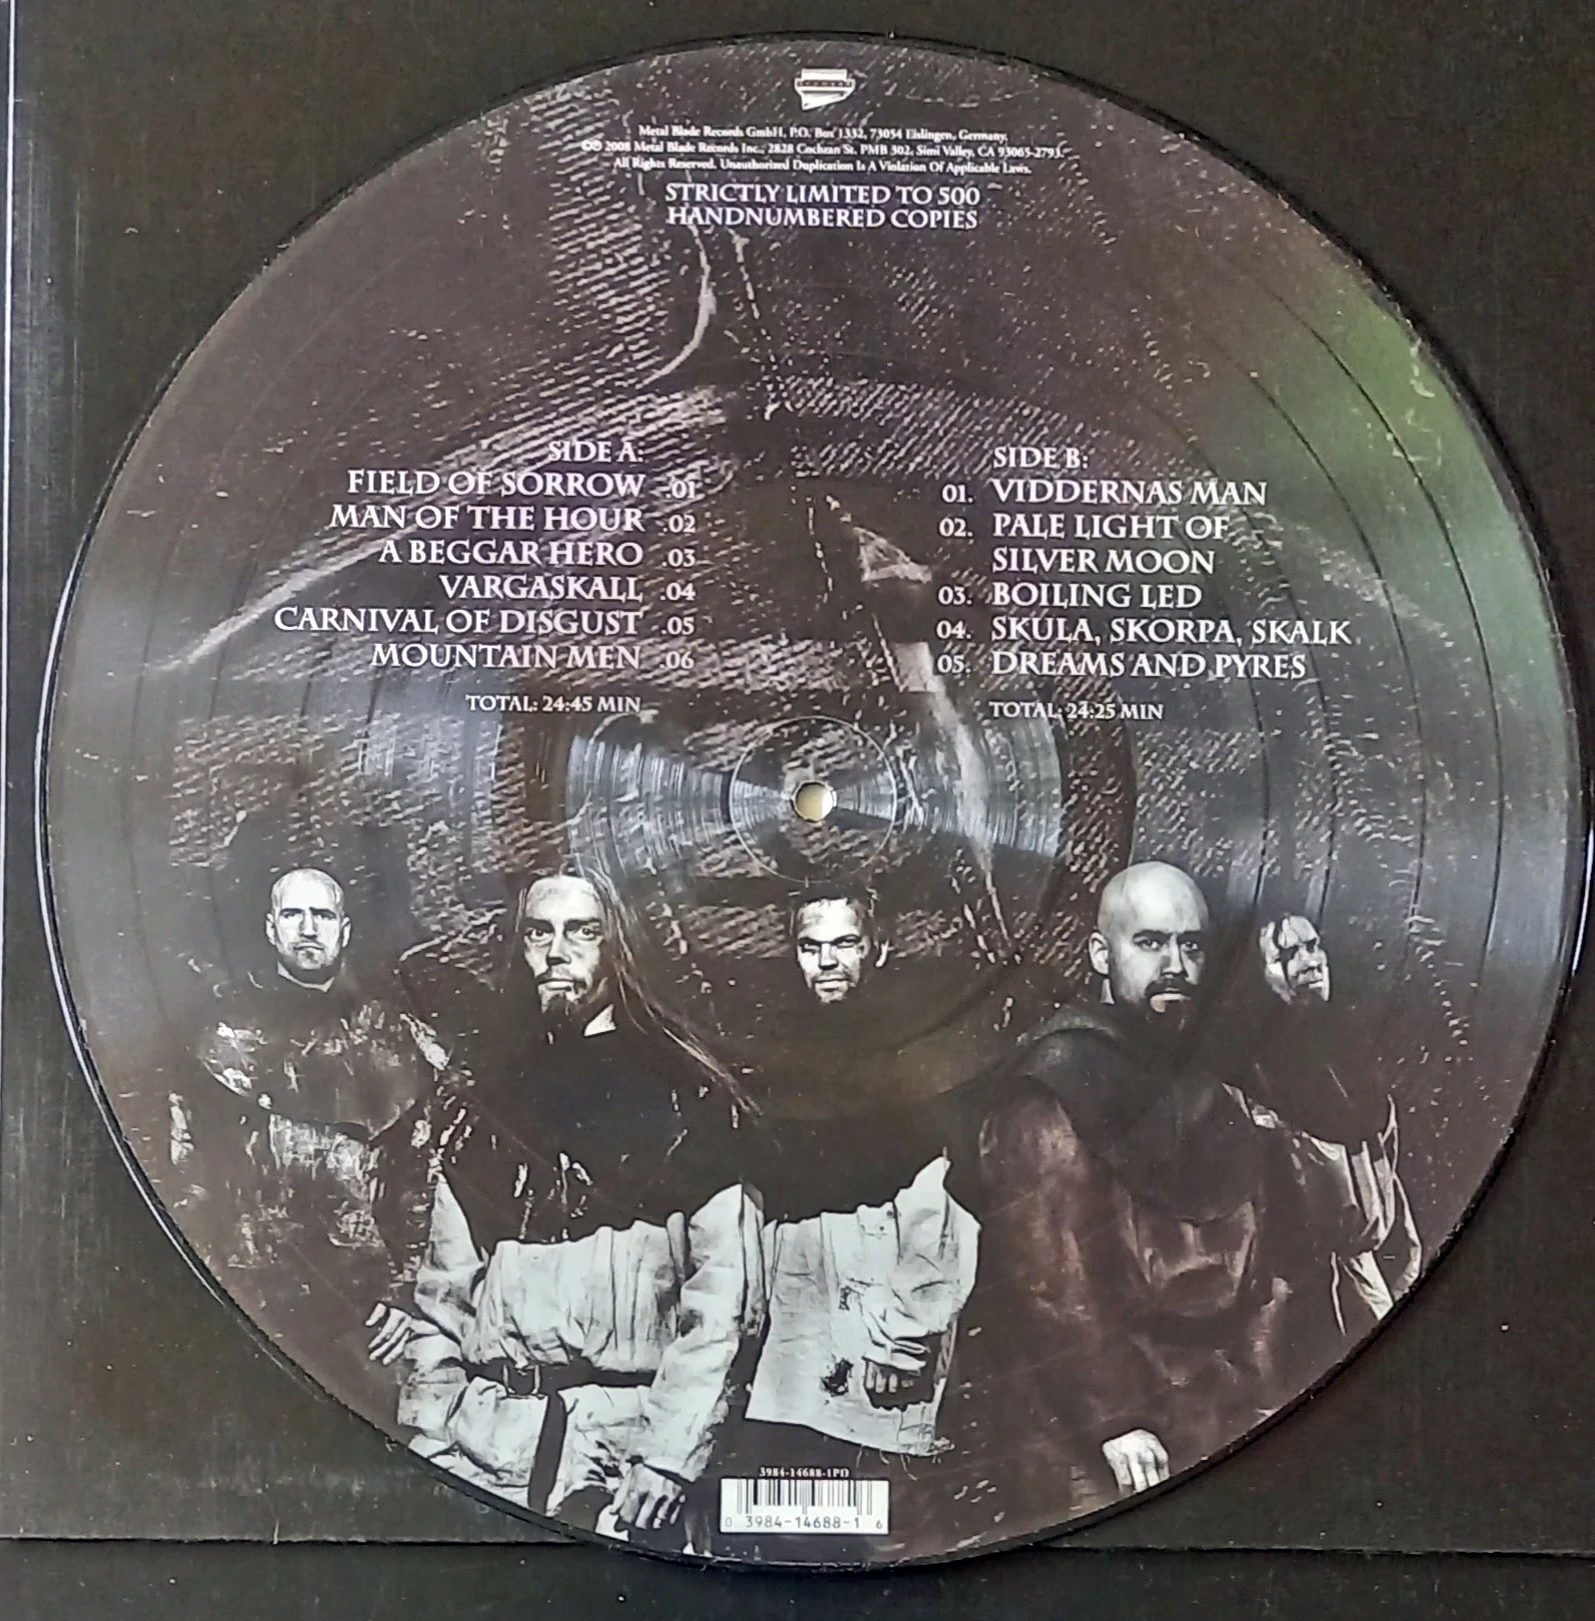 Metal Blade Records GmbH, P.O. Box 1332, 73054 Eislingen, Germany.
©℗ 2008 Metal Blade Records Inc., 2828 Cochran St. PMB 302, Simi Valley, CA 93065-2793.
All Rights Reserved. Unauthorized Duplication Is A Violation Of Applicable Laws.
STRICTLY LIMITED TO 500
HANDNUMBERED COPIES
SIDE A:
FIELD OF SORROW .01
MAN OF THE HOUR .02
A BEGGAR HERO .03
VARGASKALL .04
CARNIVAL OF DISGUST .05
MOUNTAIN MEN .06
TOTAL: 24:45 MIN
SIDE B:
01. VIDDERNAS MAN
02. PALE LIGHT OF
SILVER MOON
03. BOILING LED
04. SKULA, SKORPA, SKALK
05. DREAMS AND PYRES
TOTAL: 24:25 MIN
3984-14688-1PD
0 3984-14688-1 6